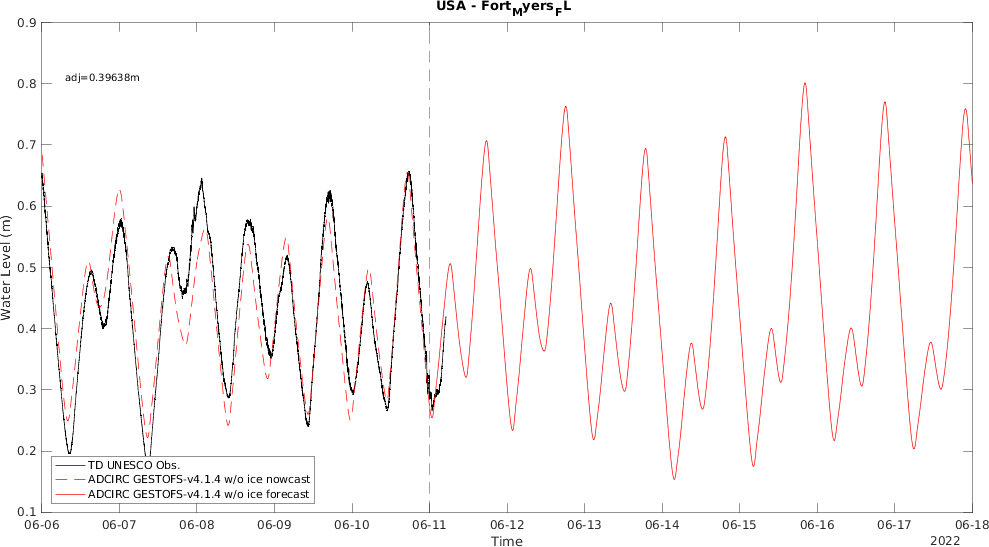 USA - Fort_Myers_FL
adj=0.39638m
0.9
0.8
0.7
0.6
0.5
0.4
0.3
0.2
0.1
Water Level (m)
TD UNESCO Obs.
ADCIRC GESTOFS-v4.1.4 w/o ice nowcast
ADCIRC GESTOFS-v4.1.4 w/o ice forecast
06-06 06-07 06-08 06-09 06-10 06-11 06-12 06-13 06-14 06-15 06-16 06-17 06-18
Time
2022